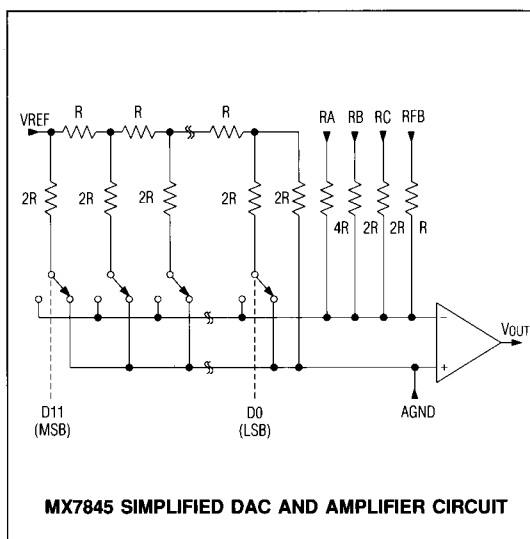 R R R RA RB RC RFB
VREF
2R 2R 2R 2R 2R 4R 2R 2R R
−
VOUT
+
D11 D0 AGND
(MSB) (LSB)
MX7845 SIMPLIFIED DAC AND AMPLIFIER CIRCUIT